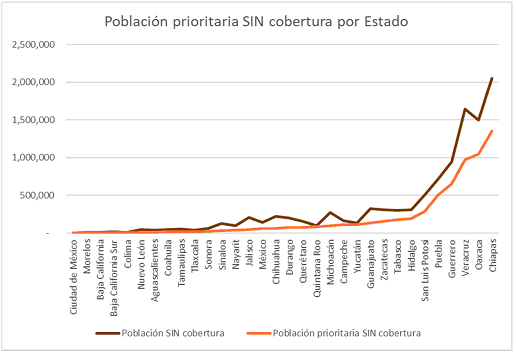 Población prioritaria SIN cobertura por Estado
2,500,000
2,000,000
1,500,000
1,000,000
500,000
-
Ciudad de México
Morelos
Baja California
Baja California Sur
Colima
Nuevo León
Aguascalientes
Coahuila
Tamaulipas
Tlaxcala
Sonora
Sinaloa
Nayarit
Jalisco
México
Chihuahua
Durango
Querétaro
Quintana Roo
Michoacán
Campeche
Yucatán
Guanajuato
Zacatecas
Tabasco
Hidalgo
San Luis Potosí
Puebla
Guerrero
Veracruz
Oaxaca
Chiapas
Población SIN cobertura
Población prioritaria SIN cobertura